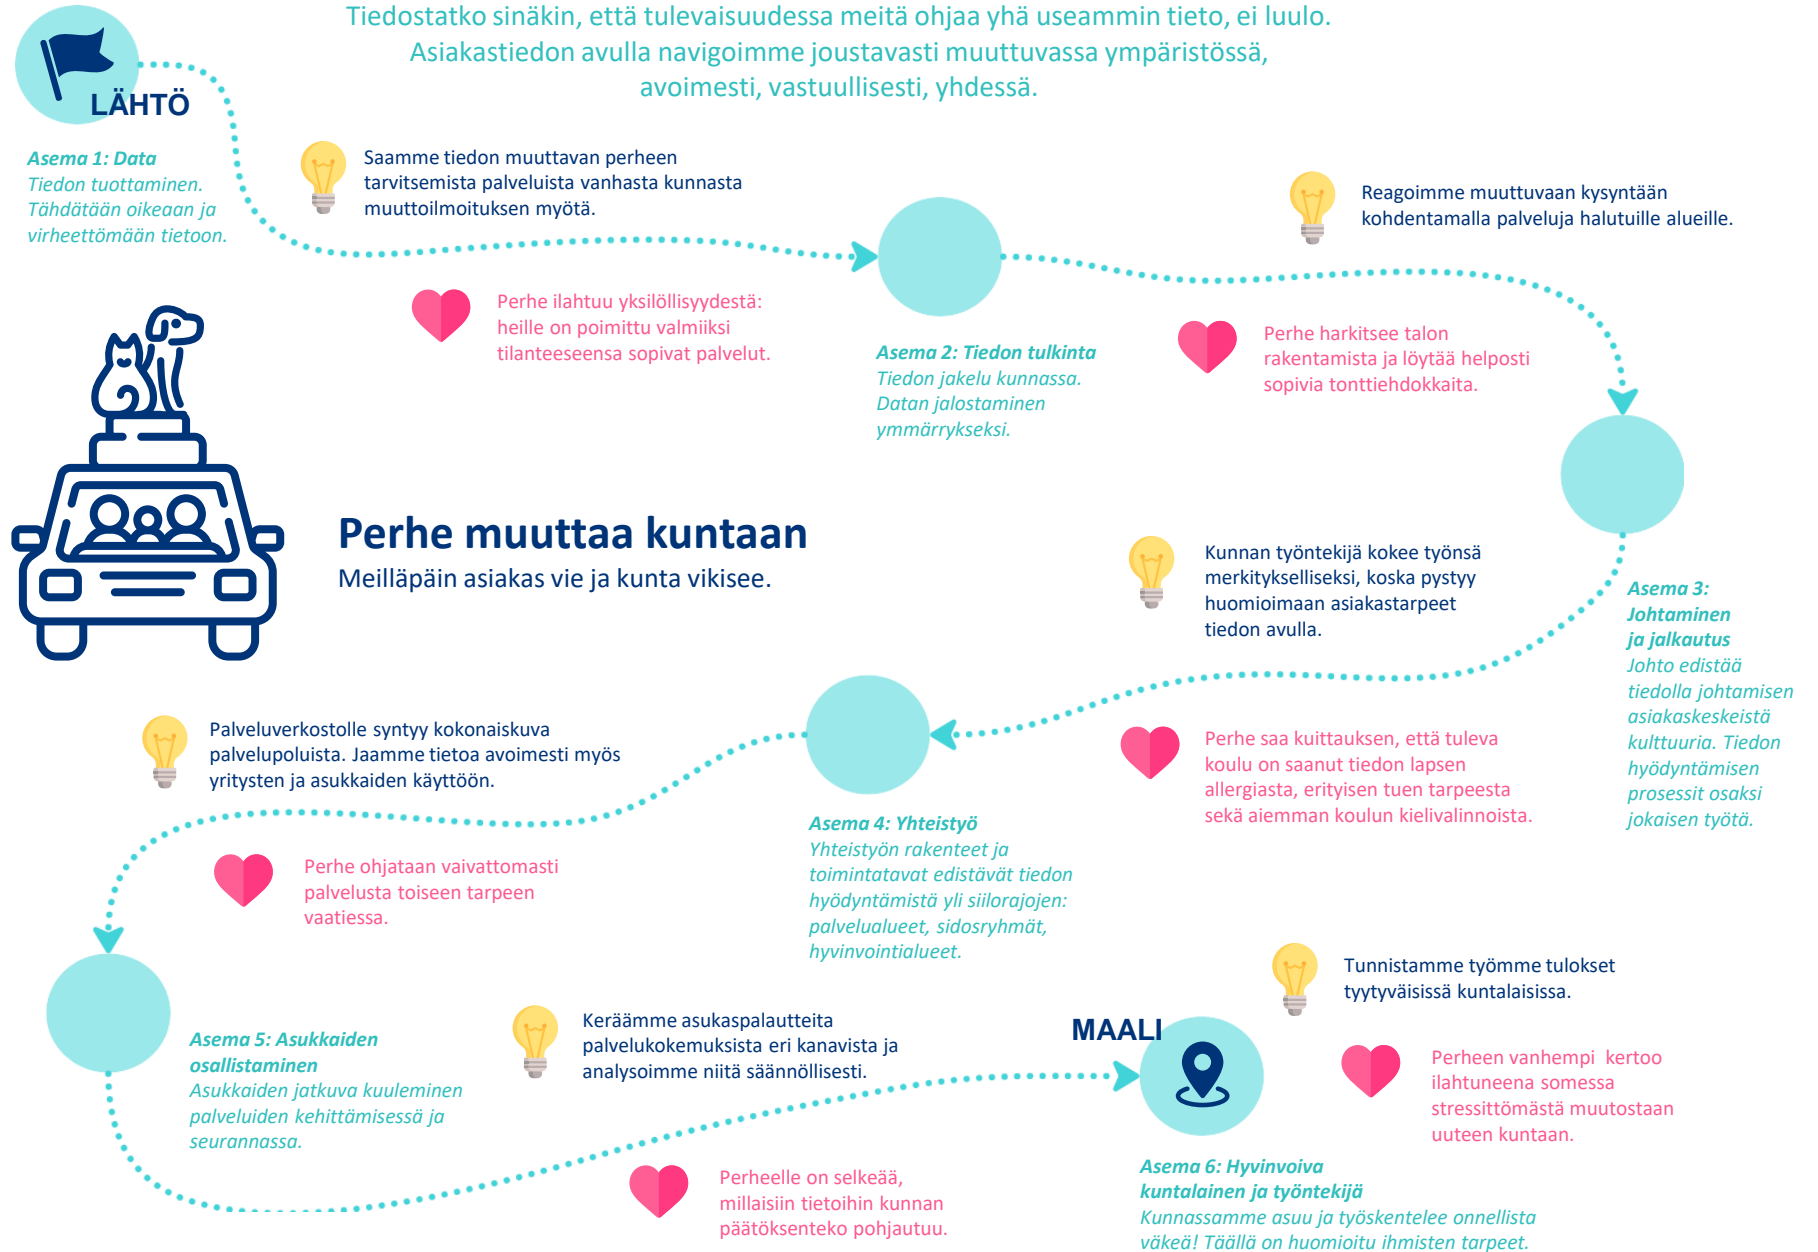 Tiedostatko sinäkin, että tulevaisuudessa meitä ohjaa yhä useammin tieto, ei luulo.
Asiakastiedon avulla navigoimme joustavasti muuttuvassa ympäristössä,
avoimesti, vastuullisesti, yhdessä.
LÄHTÖ
Asema 1: Data
Tiedon tuottaminen.
Tähdätään oikeaan ja
virheettömään tietoon.
Saamme tiedon muuttavan perheen
tarvitsemista palveluista vanhasta kunnasta
muuttoilmoituksen myötä.
Perhe ilahtuu yksilöllisyydestä:
heille on poimittu valmiiksi
tilanteeseensa sopivat palvelut.
Asema 2: Tiedon tulkinta
Tiedon jakelu kunnassa.
Datan jalostaminen
ymmärrykseksi.
Reagoimme muuttuvaan kysyntään
kohdentamalla palveluja halutuille alueille.
Perhe harkitsee talon
rakentamista ja löytää helposti
sopivia tonttiehdokkaita.
Perhe muuttaa kuntaan
Meilläpäin asiakas vie ja kunta vikisee.
Asema 3:
Johtaminen
ja jalkautus
Johto edistää
tiedolla johtamisen
asiakaskeskeistä
kulttuuria. Tiedon
hyödyntämisen
prosessit osaksi
jokaisen työtä.
Kunnan työntekijä kokee työnsä
merkitykselliseksi, koska pystyy
huomioimaan asiakastarpeet
tiedon avulla.
Perhe saa kuittauksen, että tuleva
koulu on saanut tiedon lapsen
allergiasta, erityisen tuen tarpeesta
sekä aiemman koulun kielivalinnoista.
Asema 4: Yhteistyö
Yhteistyön rakenteet ja
toimintatavat edistävät tiedon
hyödyntämistä yli siilorajojen:
palvelualueet, sidosryhmät,
hyvinvointialueet.
Palveluverkostolle syntyy kokonaiskuva
palvelupoluista. Jaamme tietoa avoimesti myös
yritysten ja asukkaiden käyttöön.
Perhe ohjataan vaivattomasti
palvelusta toiseen tarpeen
vaatiessa.
Asema 5: Asukkaiden
osallistaminen
Asukkaiden jatkuva kuuleminen
palveluiden kehittämisessä ja
seurannassa.
Keräämme asukaspalautteita
palvelukokemuksista eri kanavista ja
analysoimme niitä säännöllisesti.
Perheelle on selkeää,
millaisiin tietoihin kunnan
päätöksenteko pohjautuu.
MAALI
Asema 6: Hyvinvoiva
kuntalainen ja työntekijä
Kunnassamme asuu ja työskentelee onnellista
väkeä! Täällä on huomioitu ihmisten tarpeet.
Tunnistamme työmme tulokset
tyytyväisissä kuntalaisissa.
Perheen vanhempi kertoo
ilahtuneena somessa
stressittömästä muutostaan
uuteen kuntaan.